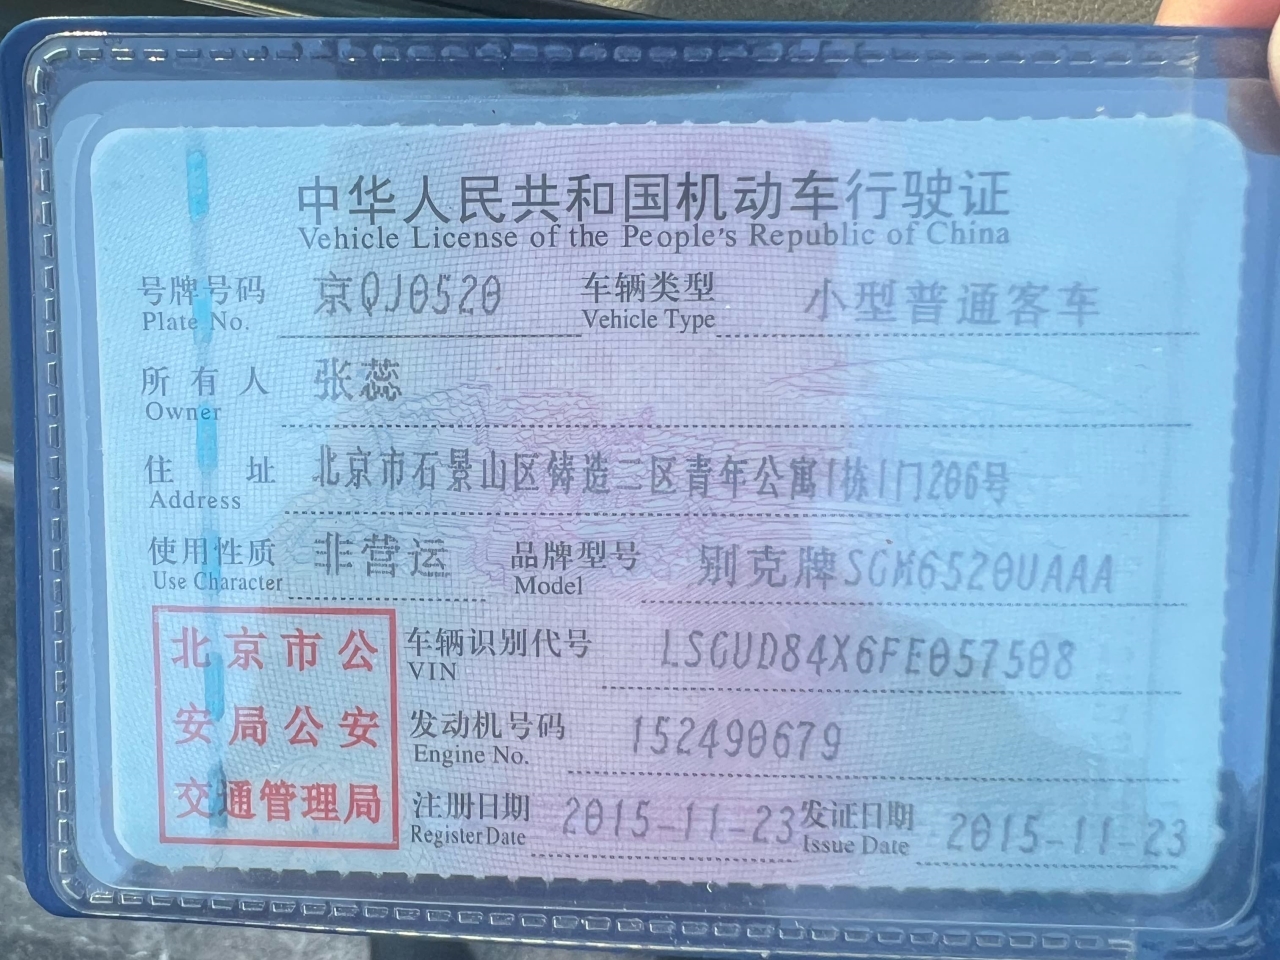 中华人民共和国机动车行驶证
Vehicle License of the People's Republic of China
号牌号码 京QJ0520 车辆类型 小型普通客车
Plate No. Vehicle Type
所有人 张蕊
Owner
住址 北京市石景山区铸造二区青年公寓1栋1门206号
Address
使用性质 非营运 品牌型号 别克牌SGM6520UAAA
Use Character Model
北京市公
安局公安
交通管理局
车辆识别代号 LSGUD84X6FE057508
VIN
发动机号码 152490679
Engine No.
注册日期 2015-11-23 发证日期 2015-11-23
Register Date Issue Date